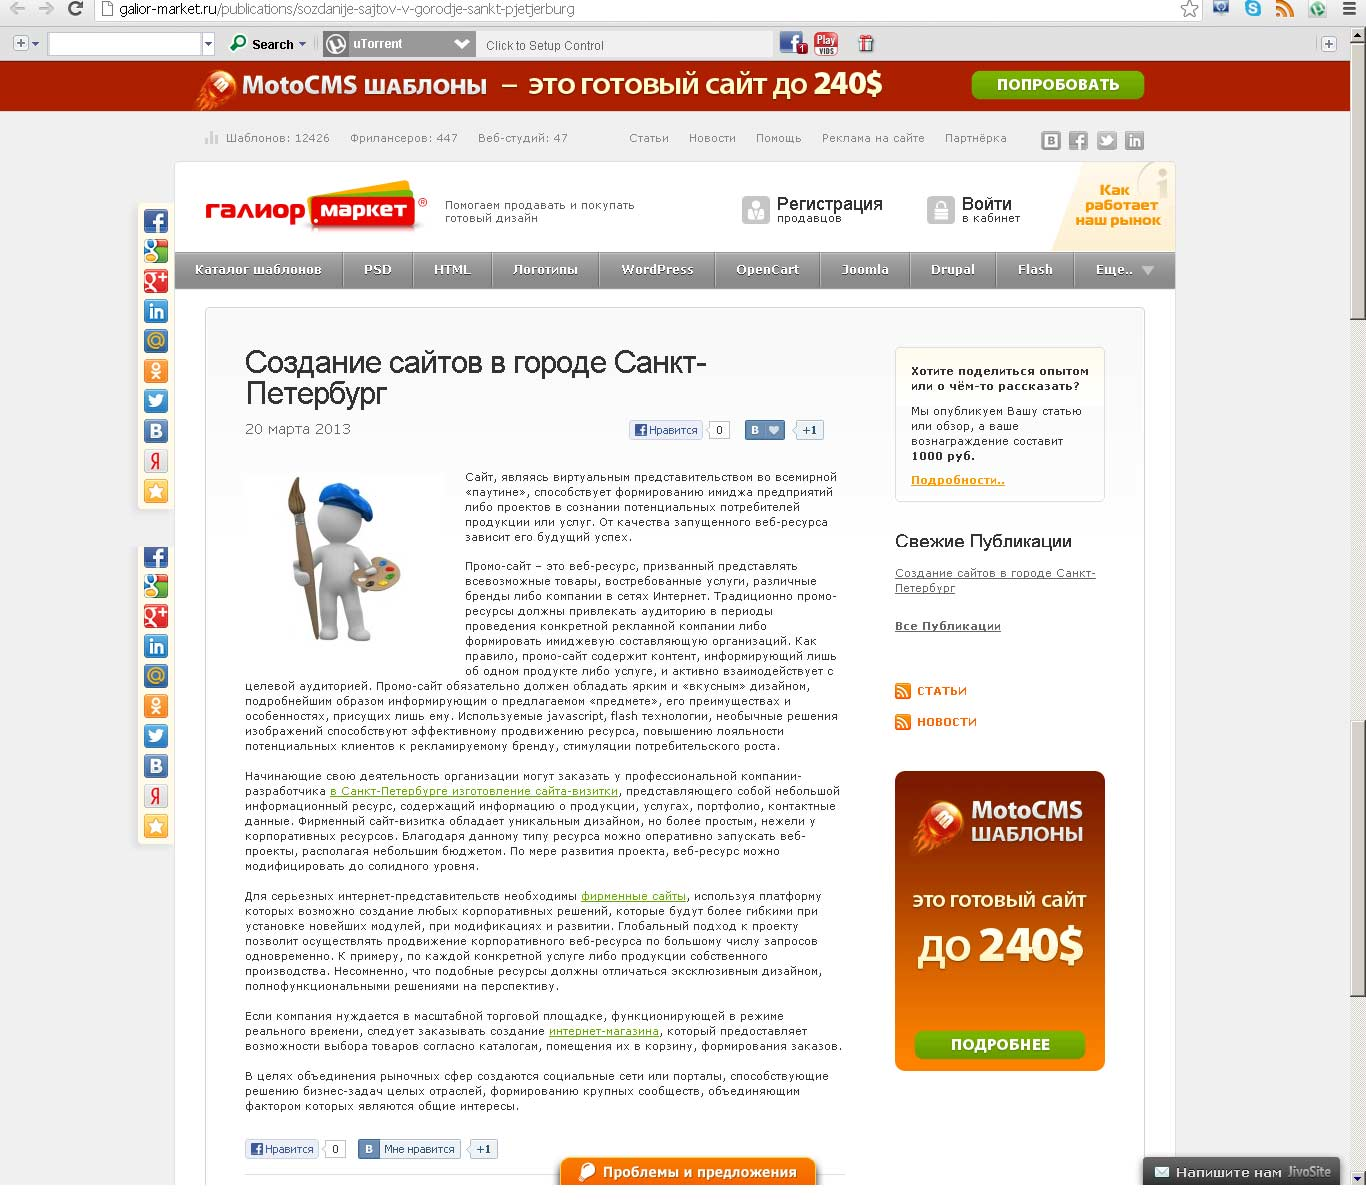 galior-market.ru/publications/sozdanije-sajtov-v-gorodje-sankt-pjetjerburg
Search
uTorrent
Click to Setup Control
1
Play
VIDS
MotoCMS ШАБЛОНЫ – ЭТО ГОТОВЫЙ САЙТ ДО 240$
ПОПРОБОВАТЬ
Шаблонов: 12426 Фрилансеров: 447 Веб-студий: 47 Статьи Новости Помощь Реклама на сайте Партнёрка
галиор маркет ®
Помогаем продавать и покупать
готовый дизайн
Регистрация
продавцов
Войти
в кабинет
Как
работает
наш рынок
Каталог шаблонов PSD HTML Логотипы WordPress OpenCart Joomla Drupal Flash Еще..
Создание сайтов в городе Санкт-
Петербург
20 марта 2013
Нравится 0 В +1
Сайт, являясь виртуальным представительством во всемирной
«паутине», способствует формированию имиджа предприятий
либо проектов в сознании потенциальных потребителей
продукции или услуг. От качества запущенного веб-ресурса
зависит его будущий успех.
Промо-сайт – это веб-ресурс, призванный представлять
всевозможные товары, востребованные услуги, различные
бренды либо компании в сетях Интернет. Традиционно промо-
ресурсы должны привлекать аудиторию в периоды
проведения конкретной рекламной компании либо
формировать имиджевую составляющую организаций. Как
правило, промо-сайт содержит контент, информирующий лишь
об одном продукте либо услуге, и активно взаимодействует с
целевой аудиторией. Промо-сайт обязательно должен обладать ярким и «вкусным» дизайном,
подробнейшим образом информирующим о предлагаемом «предмете», его преимуществах и
особенностях, присущих лишь ему. Используемые javascript, flash технологии, необычные решения
изображений способствуют эффективному продвижению ресурса, повышению лояльности
потенциальных клиентов к рекламируемому бренду, стимуляции потребительского роста.
Начинающие свою деятельность организации могут заказать у профессиональной компании-
разработчика в Санкт-Петербурге изготовление сайта-визитки, представляющего собой небольшой
информационный ресурс, содержащий информацию о продукции, услугах, портфолио, контактные
данные. Фирменный сайт-визитка обладает уникальным дизайном, но более простым, нежели у
корпоративных ресурсов. Благодаря данному типу ресурса можно оперативно запускать веб-
проекты, располагая небольшим бюджетом. По мере развития проекта, веб-ресурс можно
модифицировать до солидного уровня.
Для серьезных интернет-представительств необходимы фирменные сайты, используя платформу
которых возможно создание любых корпоративных решений, которые будут более гибкими при
установке новейших модулей, при модификациях и развитии. Глобальный подход к проекту
позволит осуществлять продвижение корпоративного веб-ресурса по большому числу запросов
одновременно. К примеру, по каждой конкретной услуге либо продукции собственного
производства. Несомненно, что подобные ресурсы должны отличаться эксклюзивным дизайном,
полнофункциональными решениями на перспективу.
Если компания нуждается в масштабной торговой площадке, функционирующей в режиме
реального времени, следует заказывать создание интернет-магазина, который предоставляет
возможности выбора товаров согласно каталогам, помещения их в корзину, формирования заказов.
В целях объединения рыночных сфер создаются социальные сети или порталы, способствующие
решению бизнес-задач целых отраслей, формированию крупных сообществ, объединяющим
фактором которых являются общие интересы.
Нравится 0 В Мне нравится +1
Хотите поделиться опытом
или о чём-то рассказать?
Мы опубликуем Вашу статью
или обзор, а ваше
вознаграждение составит
1000 руб.
Подробности..
Свежие Публикации
Создание сайтов в городе Санкт-
Петербург
Все Публикации
СТАТЬИ
НОВОСТИ
MotoCMS
ШАБЛОНЫ
ЭТО ГОТОВЫЙ САЙТ
ДО 240$
ПОДРОБНЕЕ
Проблемы и предложения
Напишите нам JivoSite